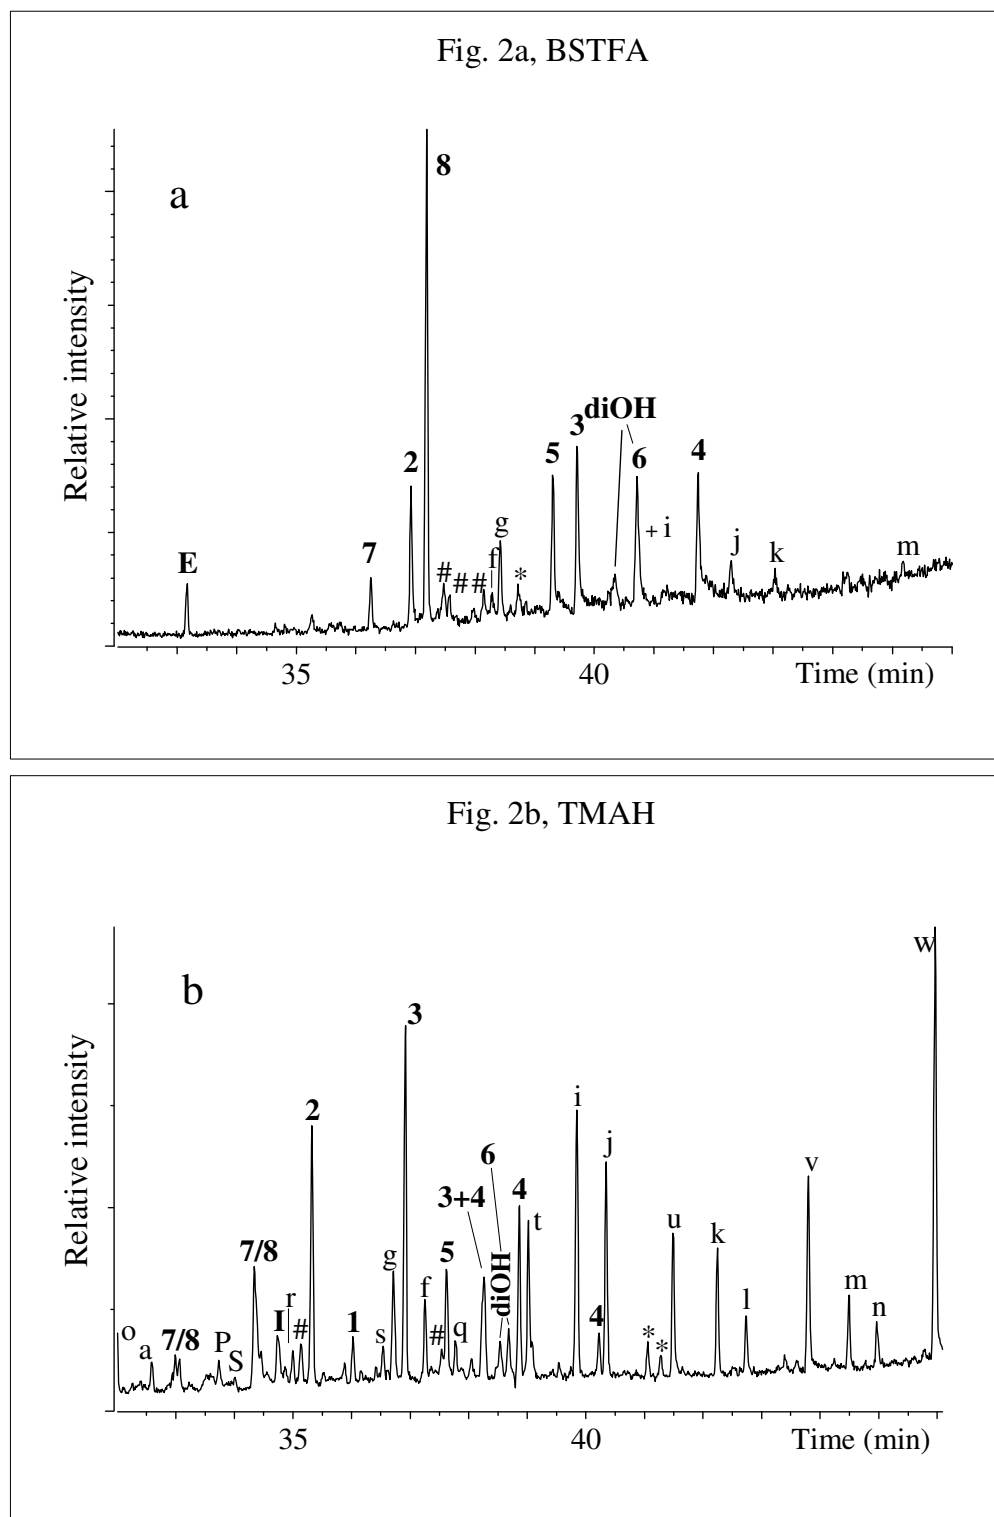 Fig. 2a, BSTFA
a
8
Relative intensity
3 diOH
2 5 6 4
g + i
E 7 # # # f * j k m
35 40 Time (min)
Fig. 2b, TMAH
b
w
3
2 i
6 j
3+4 4 v
7/8 g 5 diOH t u k
r f m
o I # 1 l n
a 7/8 P S s # q 4 * *
Relative intensity
35 40 Time (min)